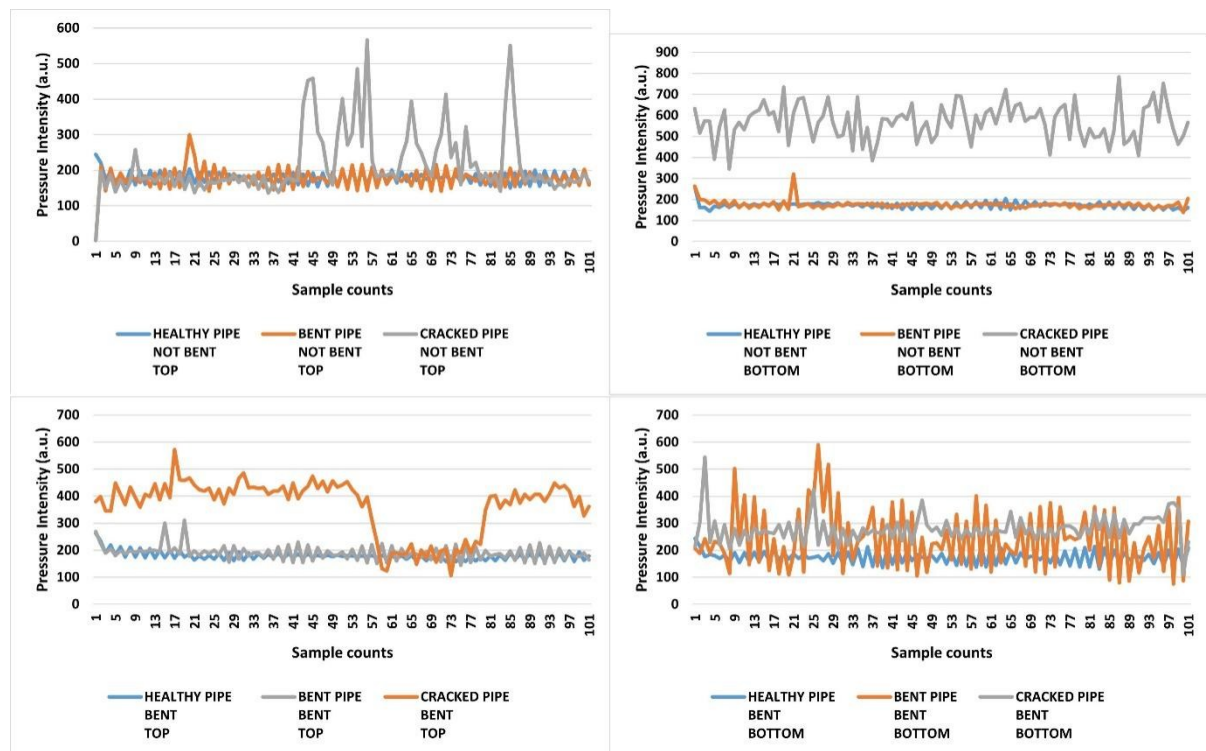 600
500
400
300
200
100
0
Pressure Intensity (a.u.)
1 5 9 13 17 21 25 29 33 37 41 45 49 53 57 61 65 69 73 77 81 85 89 93 97 101
Sample counts
HEALTHY PIPE BENT PIPE CRACKED PIPE
NOT BENT NOT BENT NOT BENT
TOP TOP TOP
900
800
700
600
500
400
300
200
100
0
Pressure Intensity (a.u.)
1 5 9 13 17 21 25 29 33 37 41 45 49 53 57 61 65 69 73 77 81 85 89 93 97 101
Sample counts
HEALTHY PIPE BENT PIPE CRACKED PIPE
NOT BENT NOT BENT NOT BENT
BOTTOM BOTTOM BOTTOM
700
600
500
400
300
200
100
0
Pressure Intensity (a.u.)
1 5 9 13 17 21 25 29 33 37 41 45 49 53 57 61 65 69 73 77 81 85 89 93 97 101
Sample counts
HEALTHY PIPE BENT PIPE CRACKED PIPE
BENT BENT BENT
TOP TOP TOP
700
600
500
400
300
200
100
0
Pressure Intensity (a.u.)
1 5 9 13 17 21 25 29 33 37 41 45 49 53 57 61 65 69 73 77 81 85 89 93 97 101
Sample counts
HEALTHY PIPE BENT PIPE CRACKED PIPE
BENT BENT BENT
BOTTOM BOTTOM BOTTOM